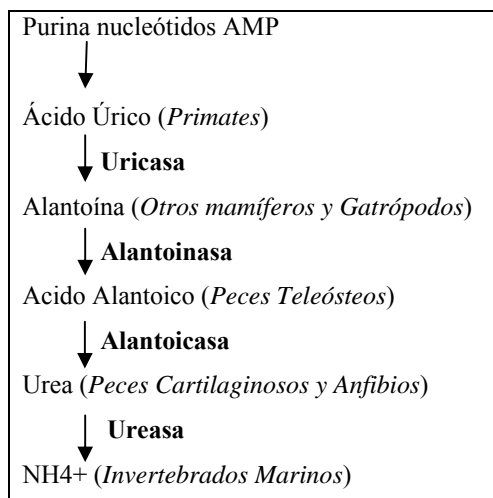 Purina nucleótidos AMP
Ácido Úrico (Primates)
Uricasa
Alantoína (Otros mamíferos y Gatrópodos)
Alantoinasa
Acido Alantoico (Peces Teleósteos)
Alantoicasa
Urea (Peces Cartilaginosos y Anfibios)
Ureasa
NH4+ (Invertebrados Marinos)